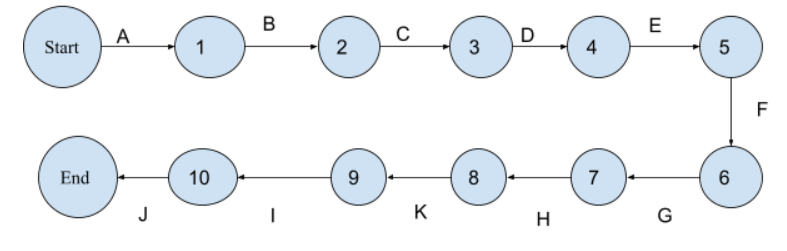 A B C D E
Start 1 2 3 4 5
F
End 10 9 8 7 6
J I K H G